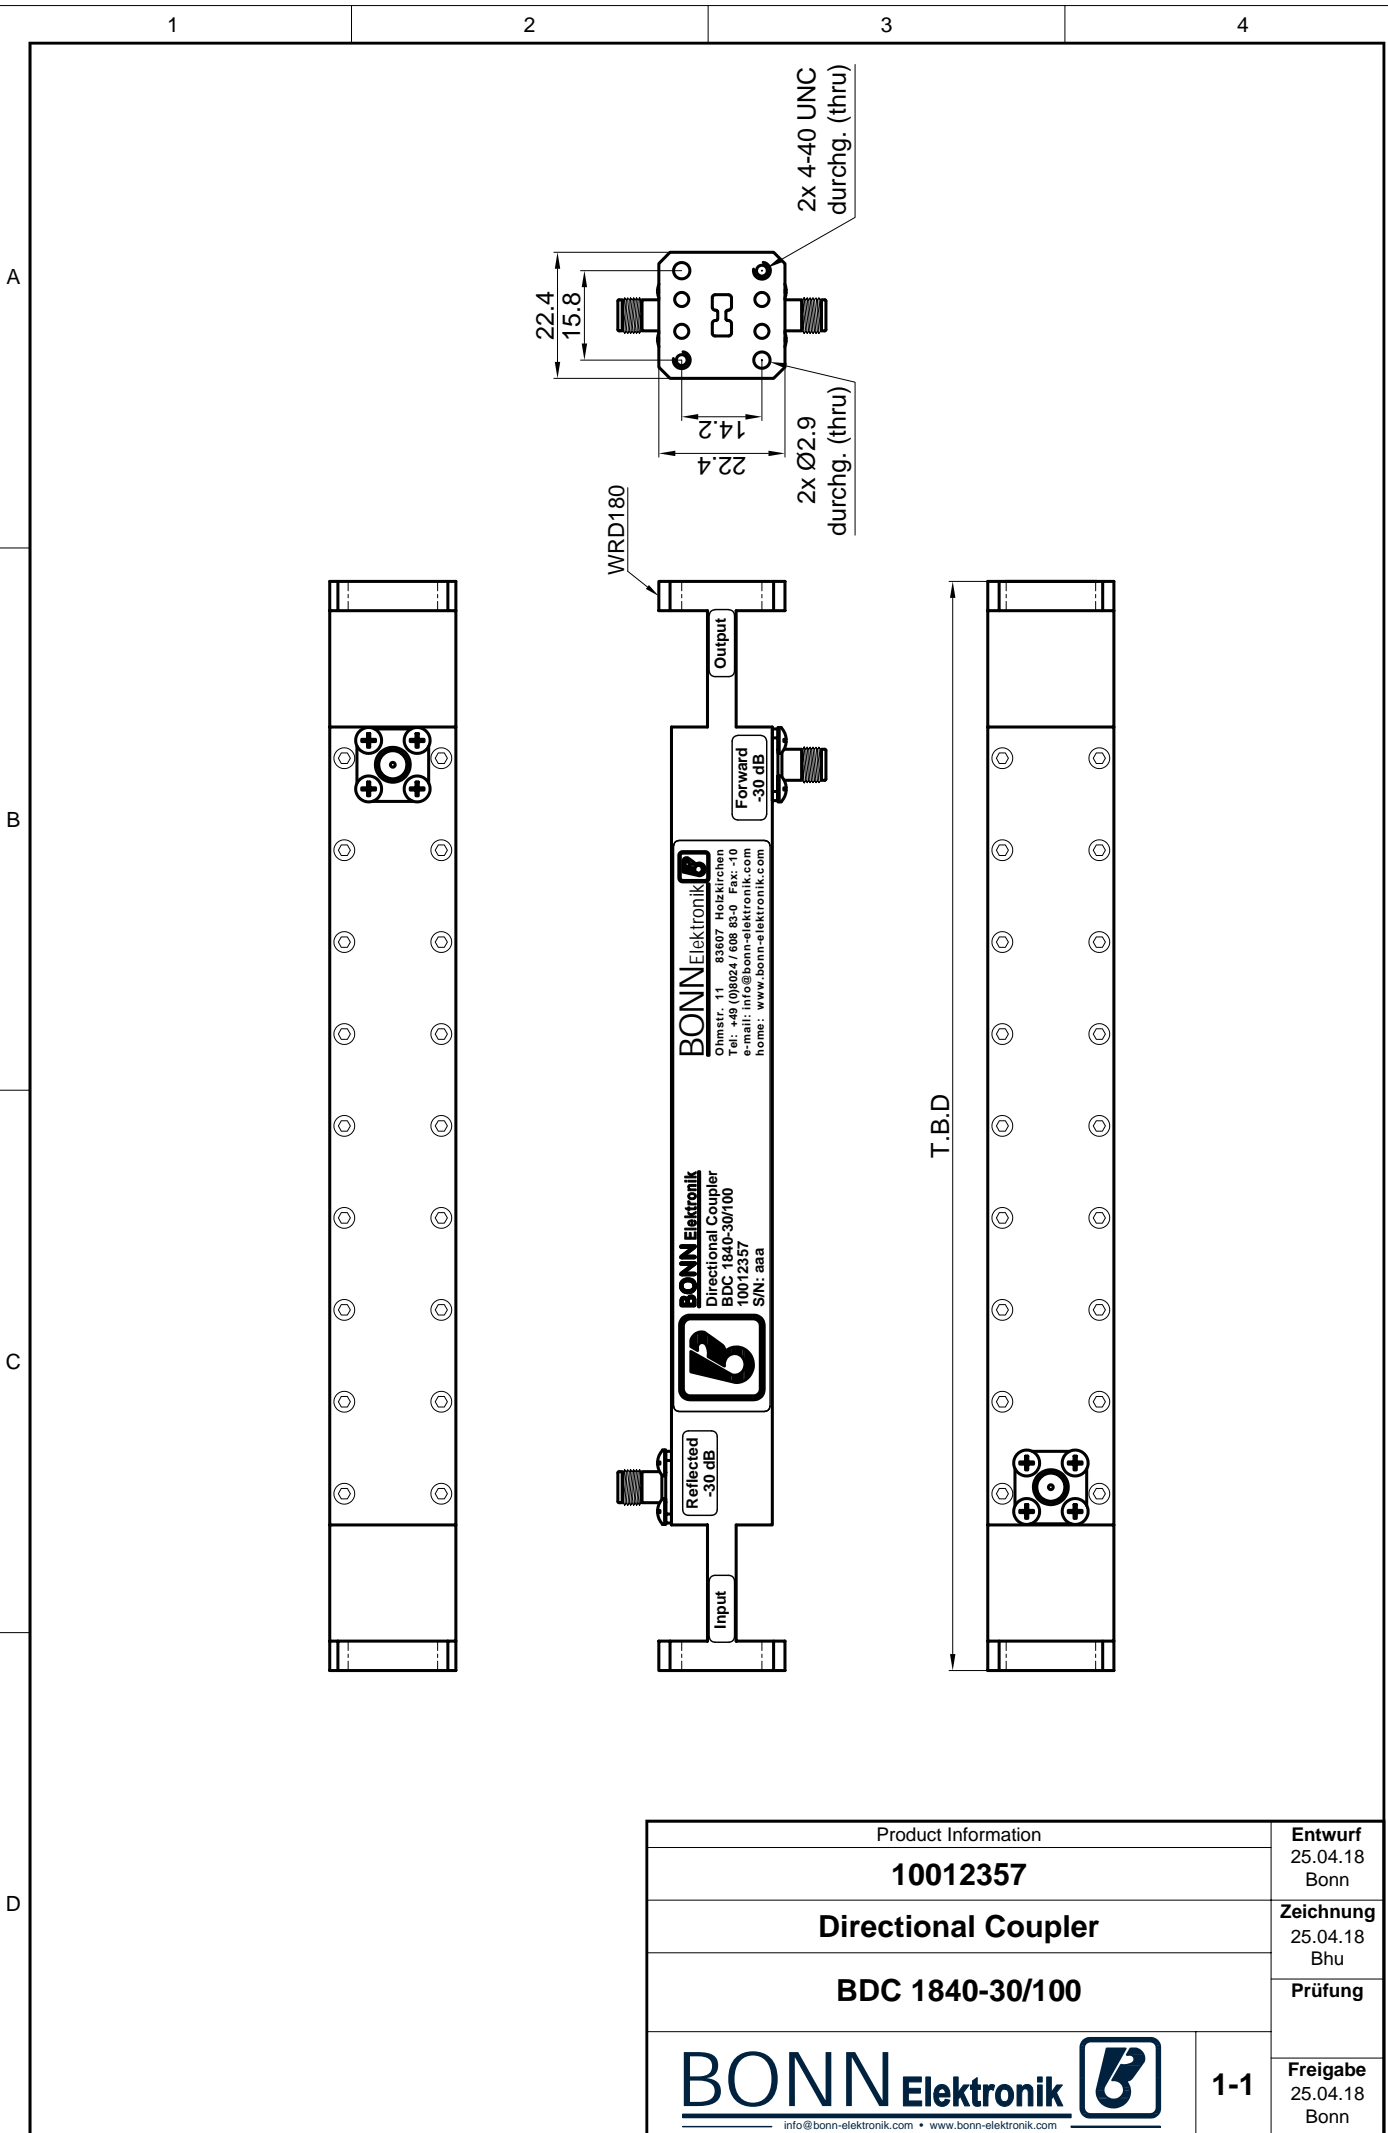 1
2
3
4
A
B
C
D
2x 4-40 UNC
durchg. (thru)
22.4
15.8
14.2
22.4
2x Ø2.9
durchg. (thru)
WRD180
Output
Forward
-30 dB
BONN Elektronik
Ohmstr. 11 83607 Holzkirchen
Tel: +49 (0)8024 / 608 83-0 Fax: -10
e-mail: info@bonn-elektronik.com
home: www.bonn-elektronik.com
T.B.D
BONN Elektronik
Directional Coupler
BDC 1840-30/100
10012357
S/N: aaa
Reflected
-30 dB
Input
Product Information
10012357
Directional Coupler
BDC 1840-30/100
Entwurf
25.04.18
Bonn
Zeichnung
25.04.18
Bhu
Prüfung
Freigabe
25.04.18
Bonn
BONN Elektronik
info@bonn-elektronik.com • www.bonn-elektronik.com
1-1